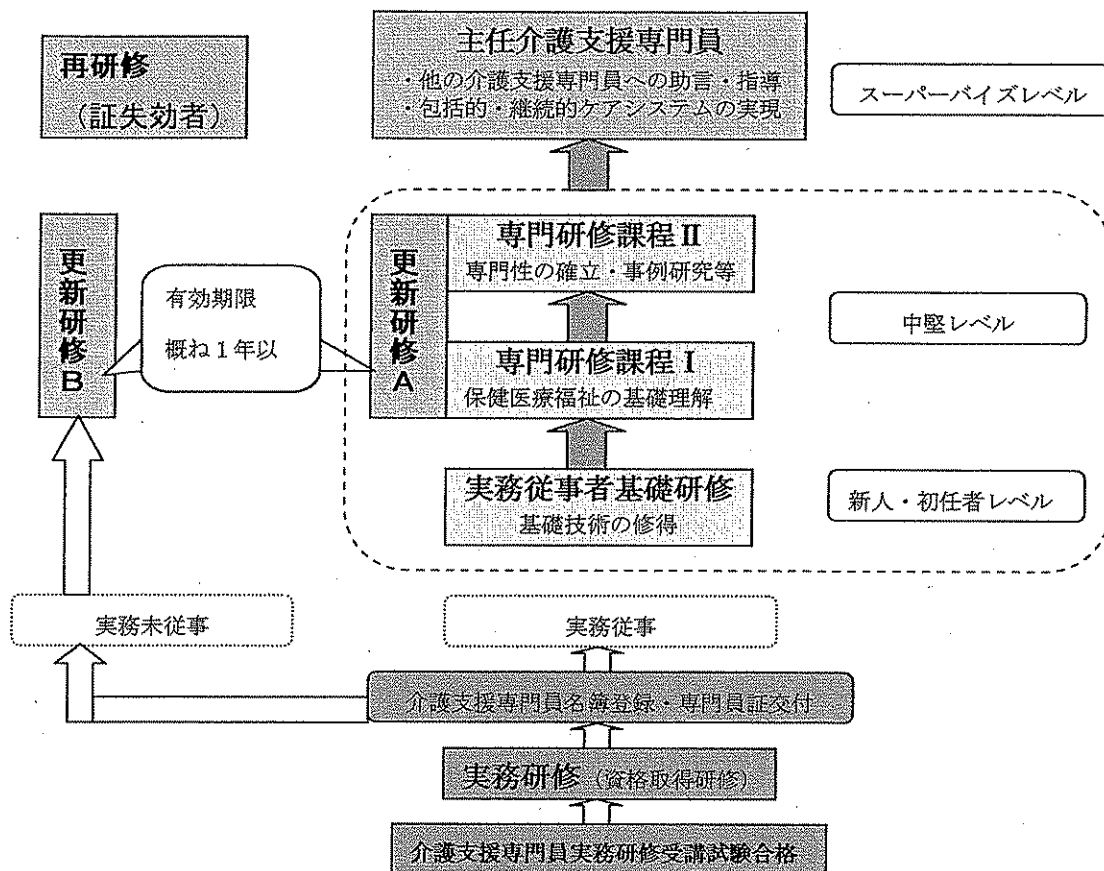 再研修
(証失効者)
主任介護支援専門員
・他の介護支援専門員への助言・指導
・包括的・継続的ケアシステムの実現
スーパーバイズレベル
更新研修B
有効期限
概ね1年以
更新研修A
専門研修課程Ⅱ
専門性の確立・事例研究等
中堅レベル
専門研修課程Ⅰ
保健医療福祉の基礎理解
実務従事者基礎研修
基礎技術の修得
新人・初任者レベル
実務未従事
実務従事
介護支援専門員名簿登録・専門員証交付
実務研修(資格取得研修)
介護支援専門員実務研修受講試験合格